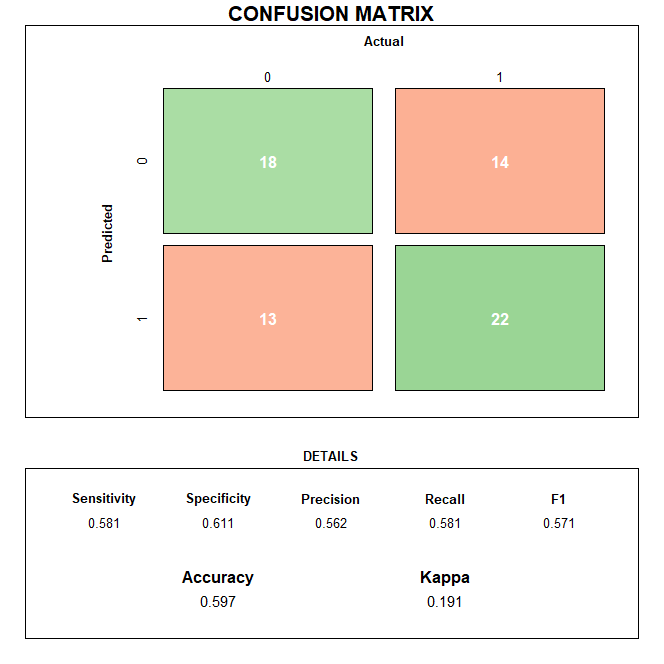 CONFUSION MATRIX
Actual
0 1
0 18 14
Predicted
1 13 22
DETAILS
Sensitivity Specificity Precision Recall F1
0.581 0.611 0.562 0.581 0.571
Accuracy Kappa
0.597 0.191